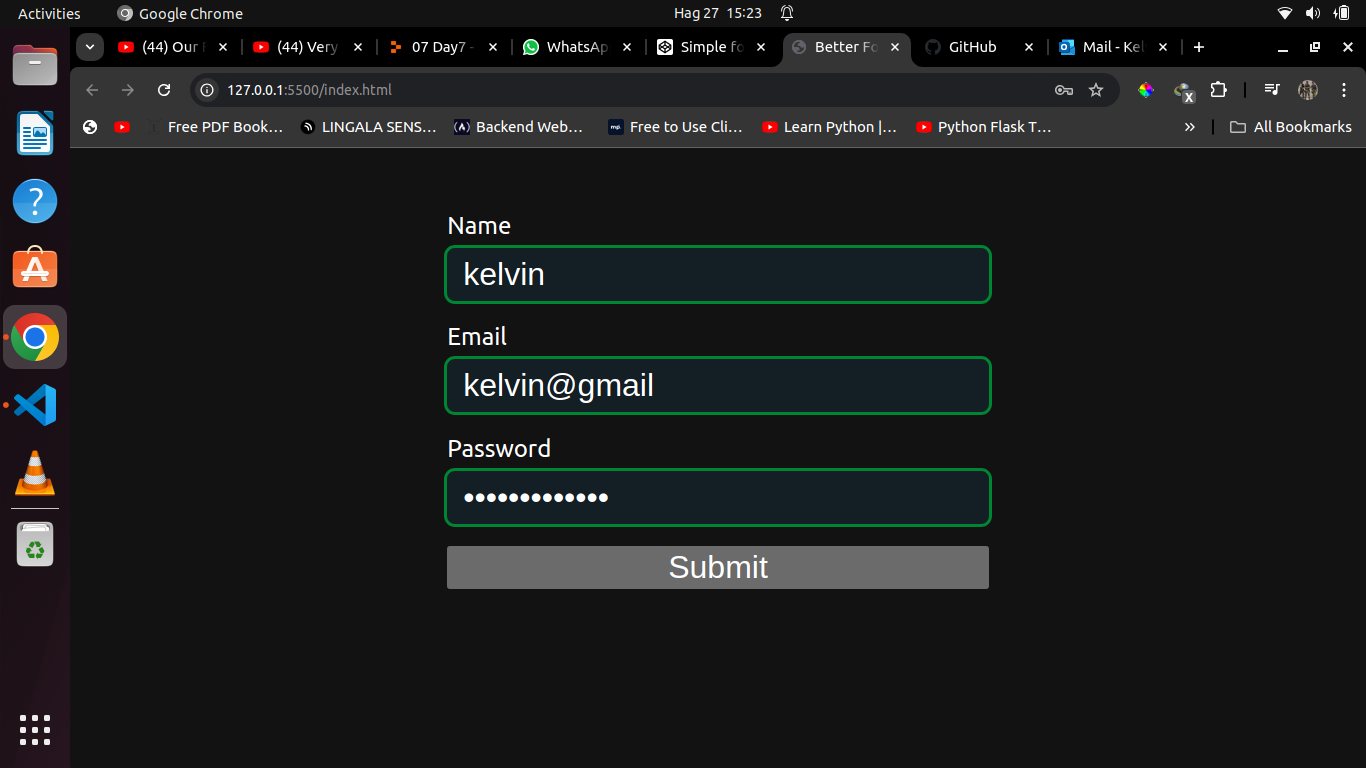 Activities Google Chrome Hag 27 15:23
(44) Our (44) Very 07 Day7 - WhatsAp Simple fo Better Fo GitHub Mail - Kel
127.0.0.1:5500/index.html
Free PDF Book... LINGALA SENS... Backend Web... Free to Use Cli... Learn Python |... Python Flask T... » All Bookmarks
Name
kelvin
Email
kelvin@gmail
Password
•••••••••••••
Submit